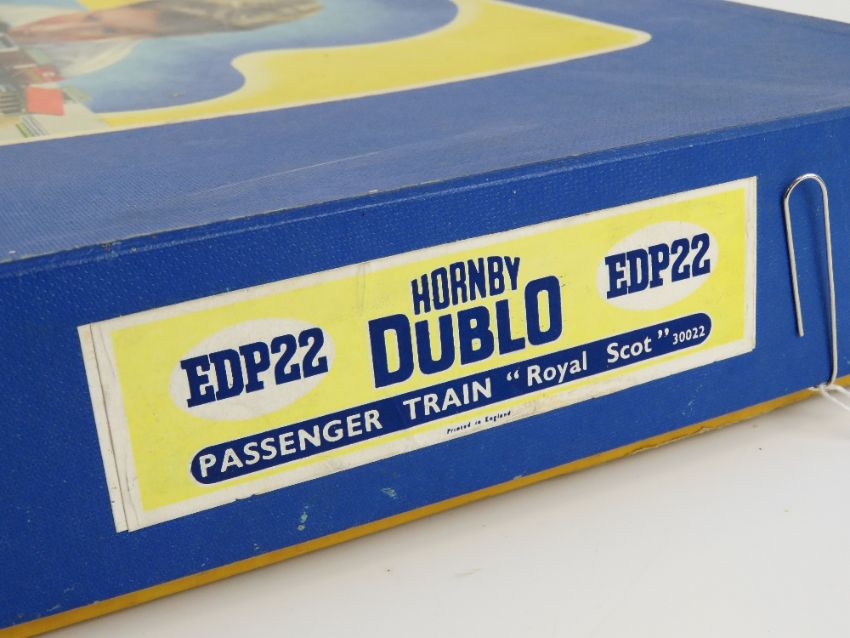 HORNBY
EDP22 DUBLO EDP22
PASSENGER TRAIN “Royal Scot” 30022
Printed in England